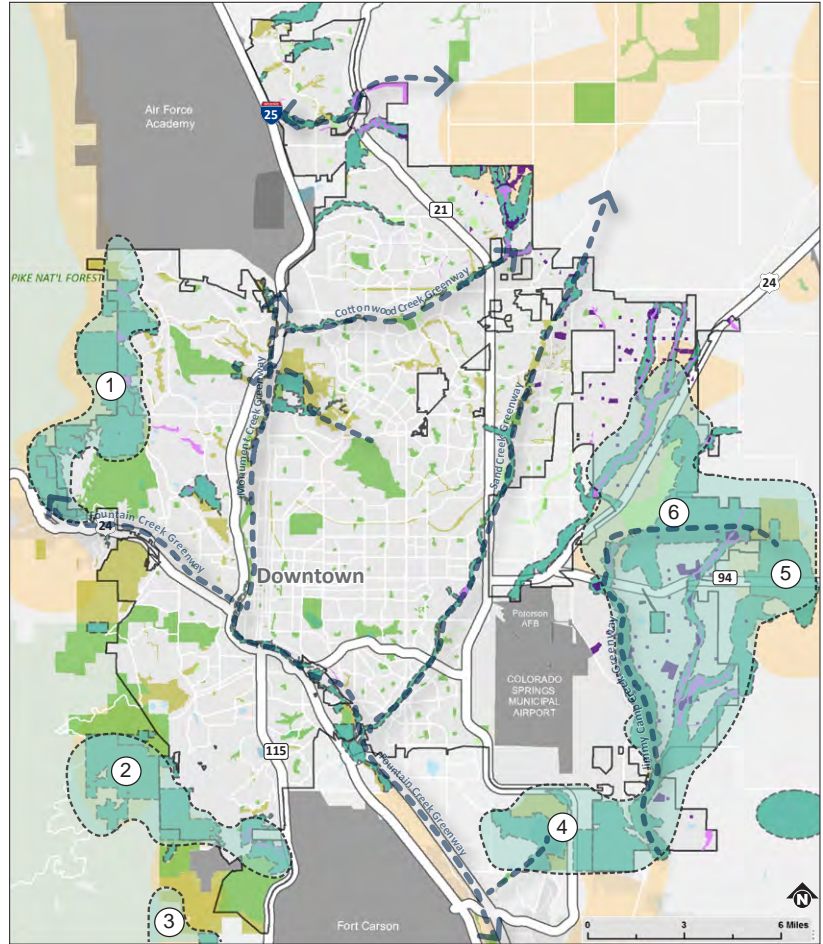 Air Force
Academy
25
21
24
PIKE NAT'L FOREST
Cottonwood Creek Greenway
1
Monument Creek Greenway
Sand Creek Greenway
Fountain Creek Greenway
24
6
Downtown
94
5
Peterson
AFB
COLORADO
SPRINGS
MUNICIPAL
AIRPORT
Jimmy Camp Creek Greenway
115
2
Fountain Creek Greenway
4
3
Fort Carson
N
0 3 6 Miles